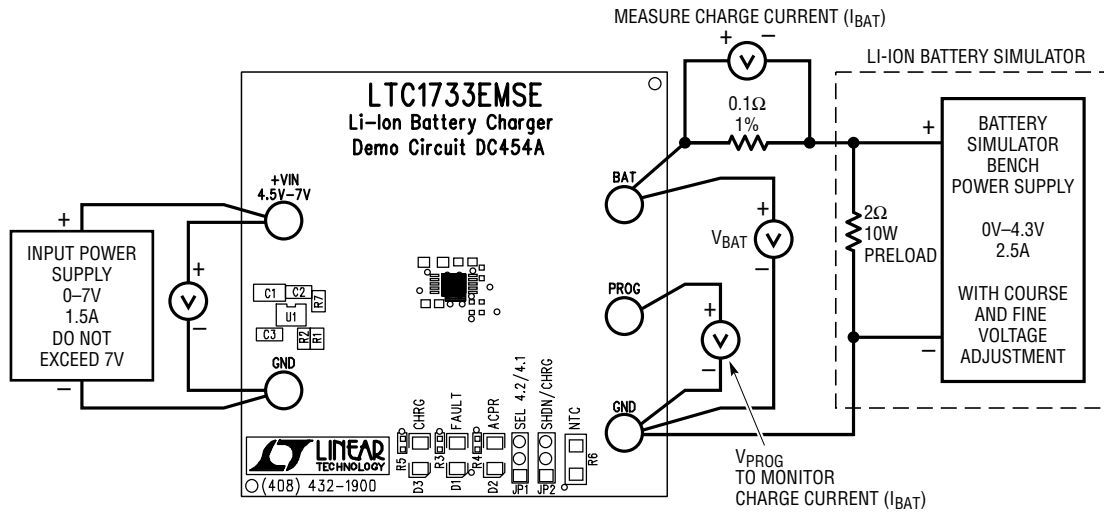 MEASURE CHARGE CURRENT (IBAT)
+ −
V
LI-ION BATTERY SIMULATOR
LTC1733EMSE
Li-Ion Battery Charger
Demo Circuit DC454A
0.1Ω
1%
+
BATTERY
SIMULATOR
BENCH
POWER SUPPLY
0V–4.3V
2.5A
WITH COURSE
AND FINE
VOLTAGE
ADJUSTMENT
−
+VIN
4.5V-7V
BAT
+
INPUT POWER
SUPPLY
0–7V
1.5A
DO NOT
EXCEED 7V
−
+
V
−
VBAT
+
V
−
2Ω
10W
PRELOAD
C1 C2 R7
U1
C3 R2 R1
PROG
+
V
−
GND
GND
CHRG
FAULT
ACPR
SEL 4.2/4.1
SHDN/CHRG
NTC
R5 R3 R4 R6
D3 D1 D2 JP1 JP2
LINEAR
TECHNOLOGY
(408) 432-1900
VPROG
TO MONITOR
CHARGE CURRENT (IBAT)